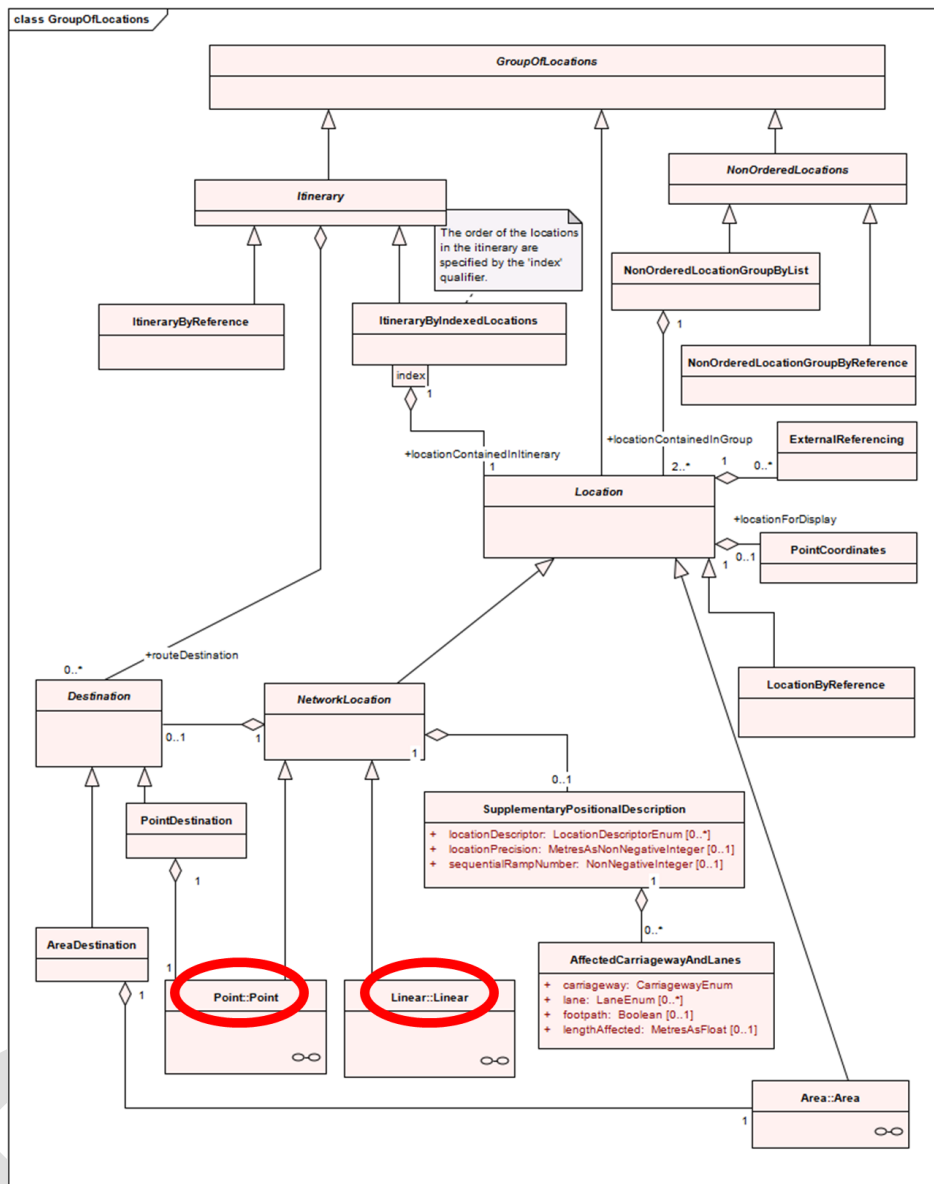 class GroupOfLocations
GroupOfLocations
NonOrderedLocations
Itinerary
The order of the locations
in the itinerary are
specified by the 'index'
qualifier.
NonOrderedLocationGroupByList
1
ItineraryByReference
ItineraryByIndexedLocations
index
1
NonOrderedLocationGroupByReference
+locationContainedInItinerary
1
+locationContainedInGroup
2..*
ExternalReferencing
1
0..*
Location
+locationForDisplay
1
0..1
PointCoordinates
LocationByReference
+routeDestination
0..*
Destination
0..1
1
NetworkLocation
1
0..1
SupplementaryPositionalDescription
+ locationDescriptor: LocationDescriptorEnum [0..*]
+ locationPrecision: MetresAsNonNegativeInteger [0..1]
+ sequentialRampNumber: NonNegativeInteger [0..1]
1
0..*
PointDestination
1
1
AreaDestination
1
Point::Point
Linear::Linear
AffectedCarriagewayAndLanes
+ carriageway: CarriagewayEnum
+ lane: LaneEnum [0..*]
+ footpath: Boolean [0..1]
+ lengthAffected: MetresAsFloat [0..1]
Area::Area
1